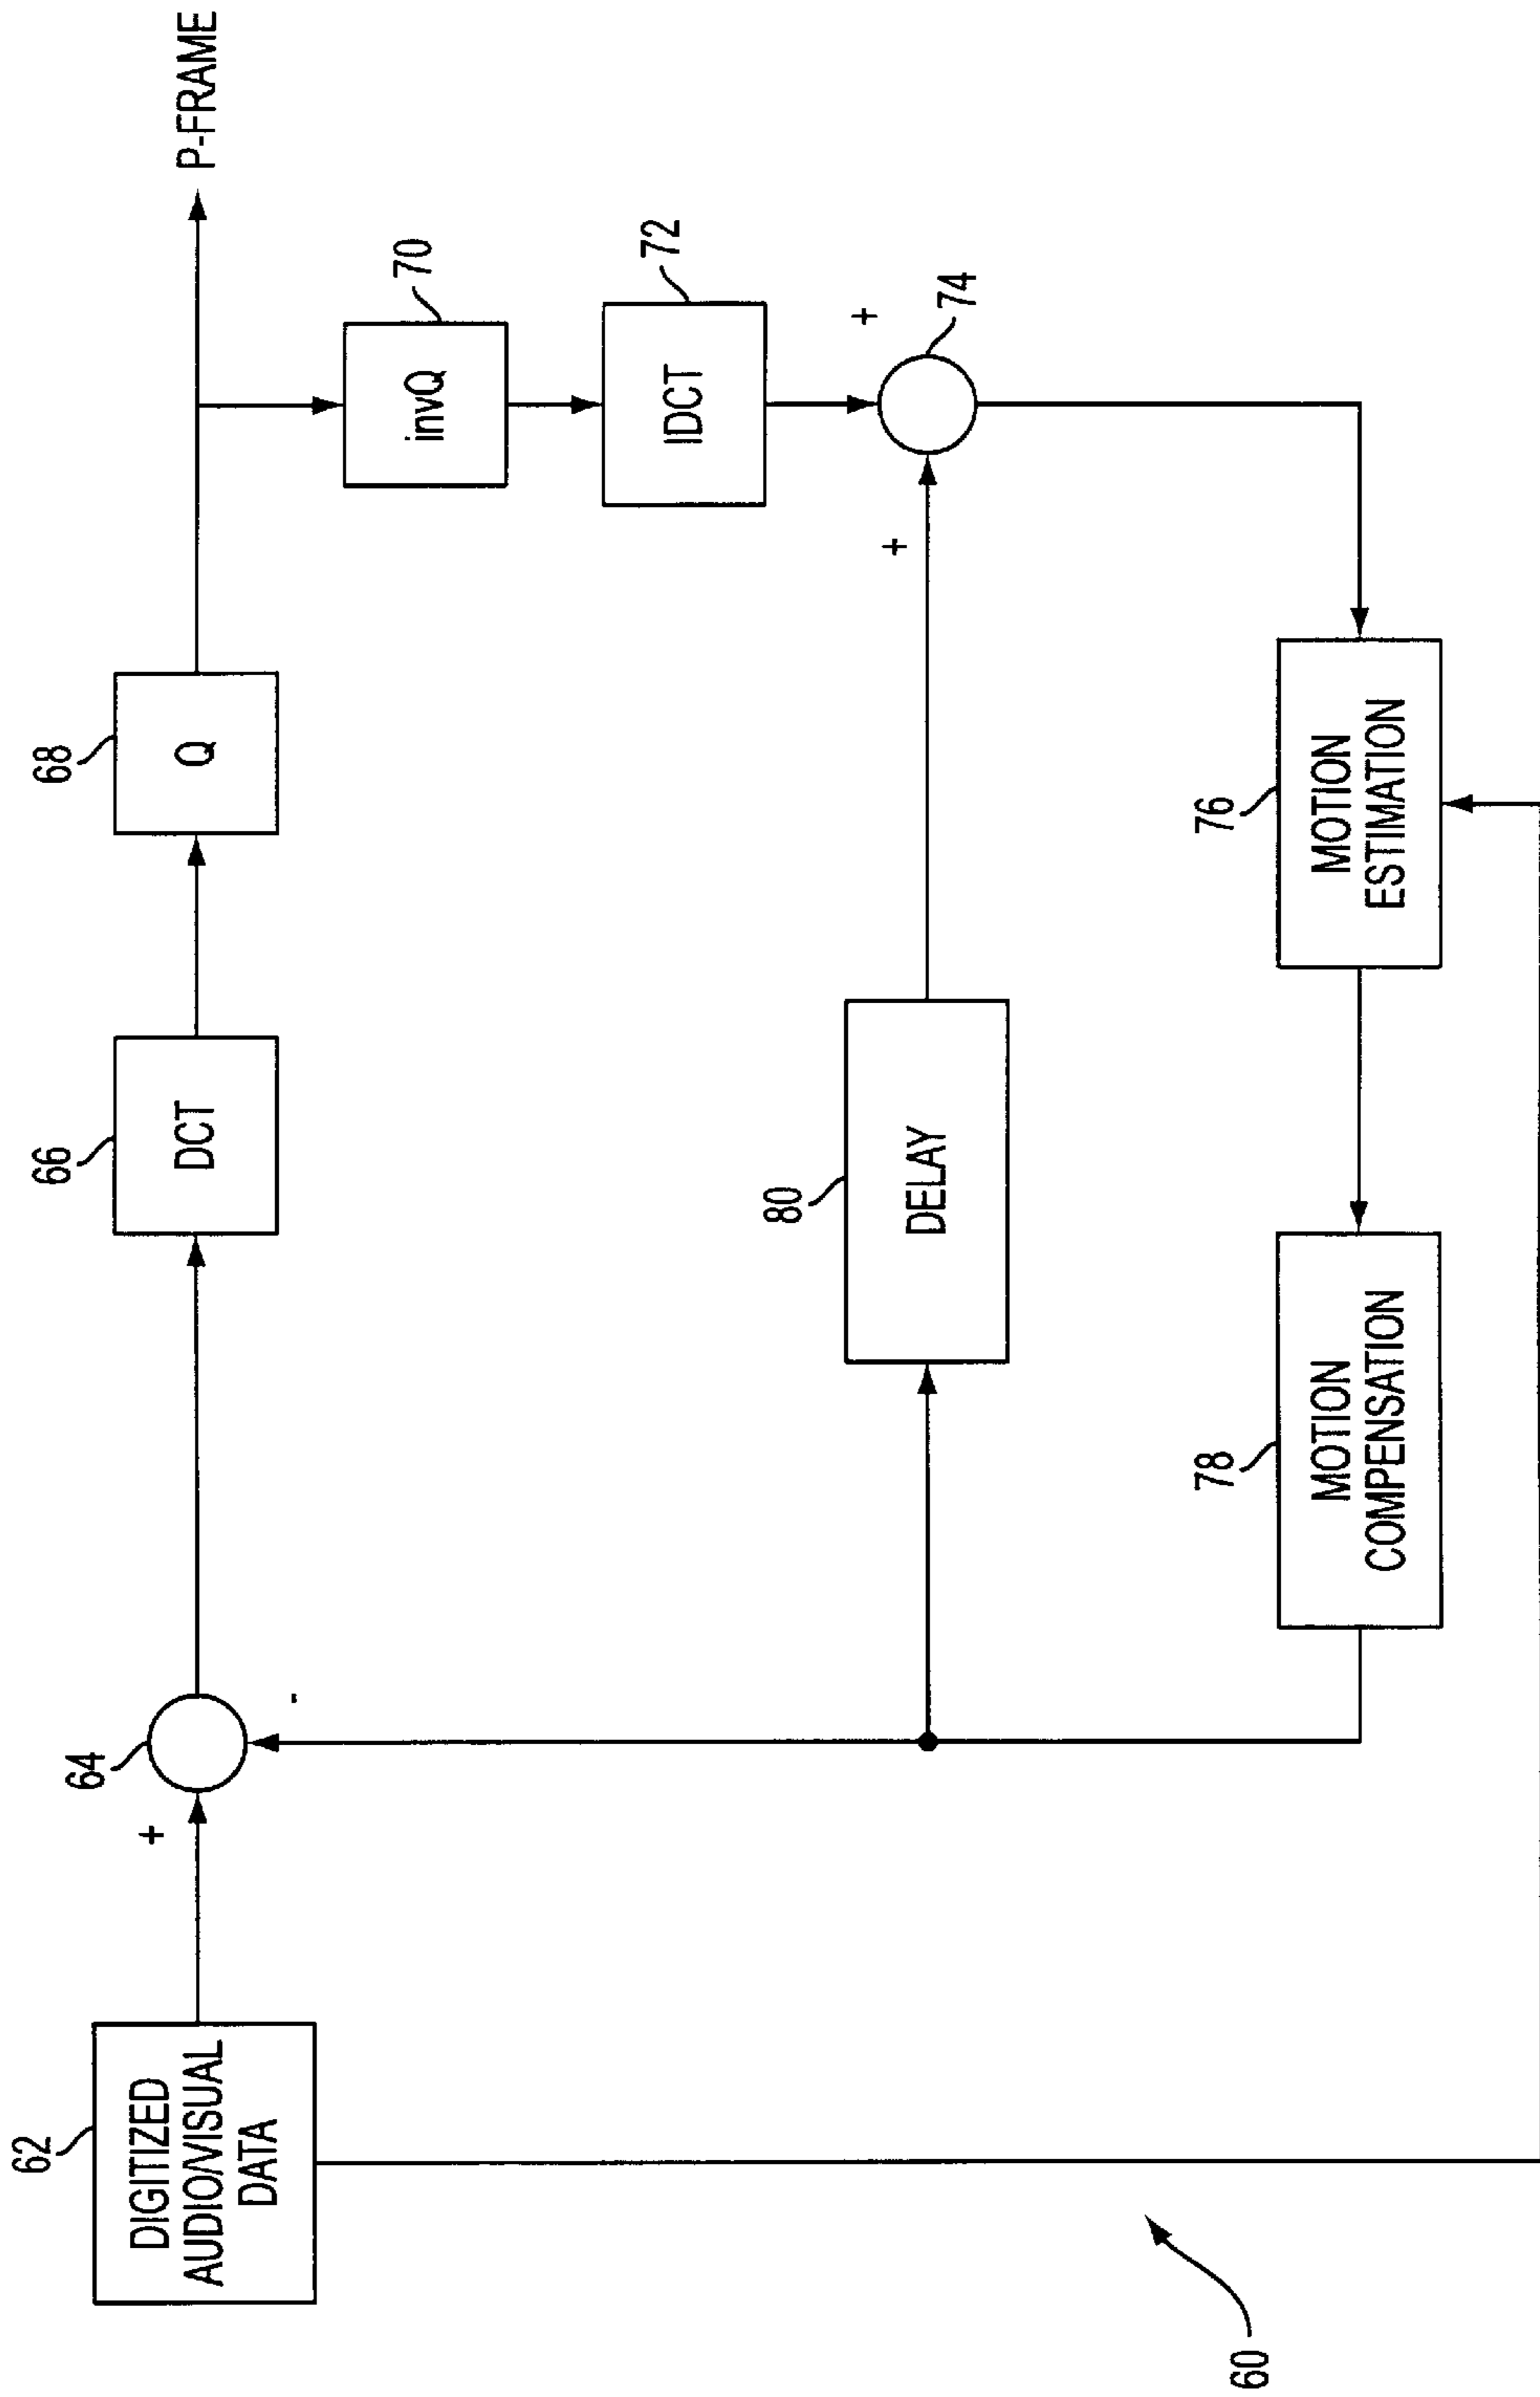 62
DIGITIZED
AUDIO/VISUAL
DATA
+
64
-
66
DCT
68
Q
P-FRAME
70
invQ
72
IDCT
+
74
+
80
DELAY
76
MOTION
ESTIMATION
78
MOTION
COMPENSATION
60